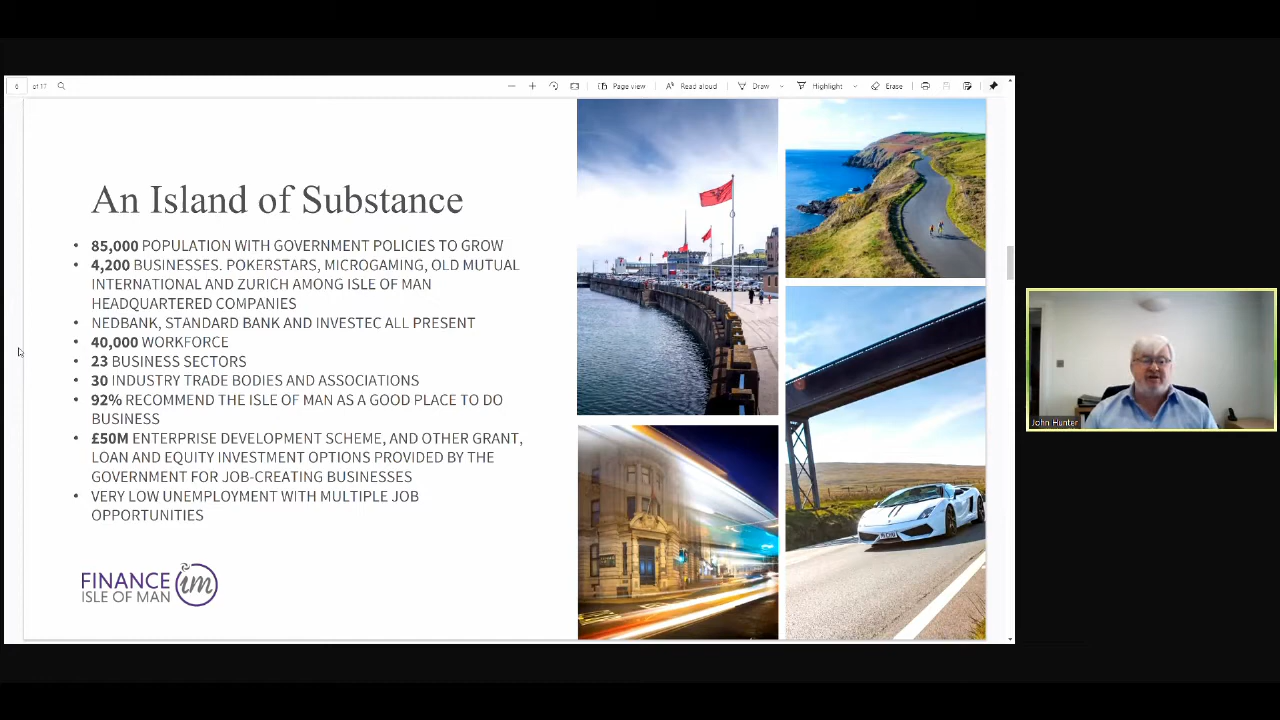 6 of 17
Page view
Read aloud
Draw
Highlight
Erase
An Island of Substance
• 85,000 POPULATION WITH GOVERNMENT POLICIES TO GROW
• 4,200 BUSINESSES. POKERSTARS, MICROGAMING, OLD MUTUAL
INTERNATIONAL AND ZURICH AMONG ISLE OF MAN
HEADQUARTERED COMPANIES
• NEDBANK, STANDARD BANK AND INVESTEC ALL PRESENT
• 40,000 WORKFORCE
• 23 BUSINESS SECTORS
• 30 INDUSTRY TRADE BODIES AND ASSOCIATIONS
• 92% RECOMMEND THE ISLE OF MAN AS A GOOD PLACE TO DO
BUSINESS
• £50M ENTERPRISE DEVELOPMENT SCHEME, AND OTHER GRANT,
LOAN AND EQUITY INVESTMENT OPTIONS PROVIDED BY THE
GOVERNMENT FOR JOB-CREATING BUSINESSES
• VERY LOW UNEMPLOYMENT WITH MULTIPLE JOB
OPPORTUNITIES
FINANCE
ISLE OF MAN
im
John Hunter